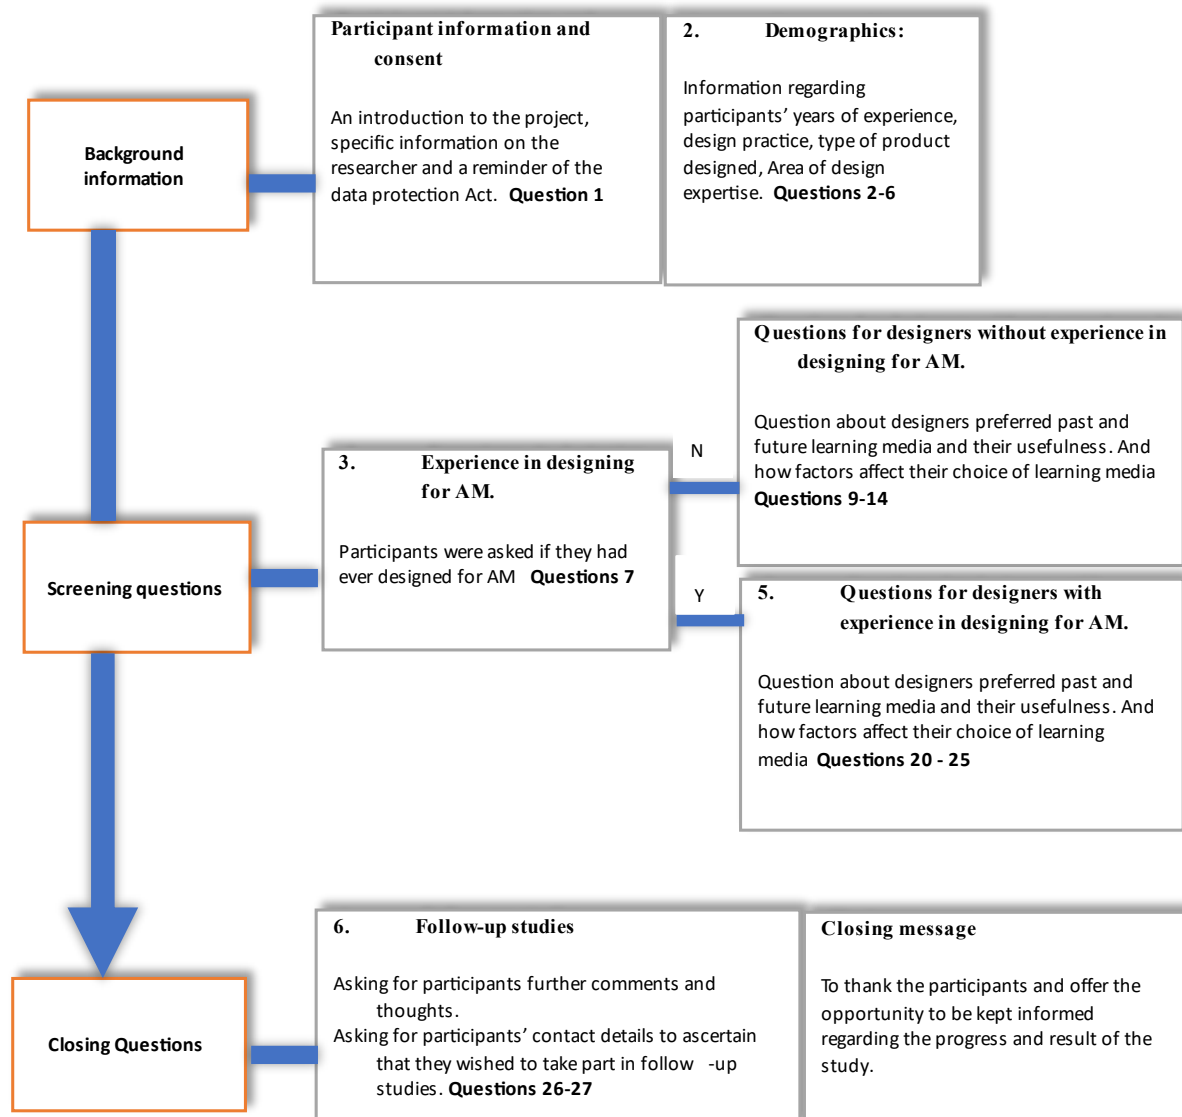 Background
information
Participant information and
consent
An introduction to the project,
specific information on the
researcher and a reminder of the
data protection Act. Question 1
2. Demographics:
Information regarding
participants’ years of experience,
design practice, type of product
designed, Area of design
expertise. Questions 2-6
Screening questions
3. Experience in designing
for AM.
Participants were asked if they had
ever designed for AM Questions 7
N
Questions for designers without experience in
designing for AM.
Question about designers preferred past and
future learning media and their usefulness. And
how factors affect their choice of learning media
Questions 9-14
Y
5. Questions for designers with
experience in designing for AM.
Question about designers preferred past and
future learning media and their usefulness. And
how factors affect their choice of learning
media Questions 20 - 25
Closing Questions
6. Follow-up studies
Asking for participants further comments and
thoughts.
Asking for participants’ contact details to ascertain
that they wished to take part in follow -up
studies. Questions 26-27
Closing message
To thank the participants and offer the
opportunity to be kept informed
regarding the progress and result of the
study.